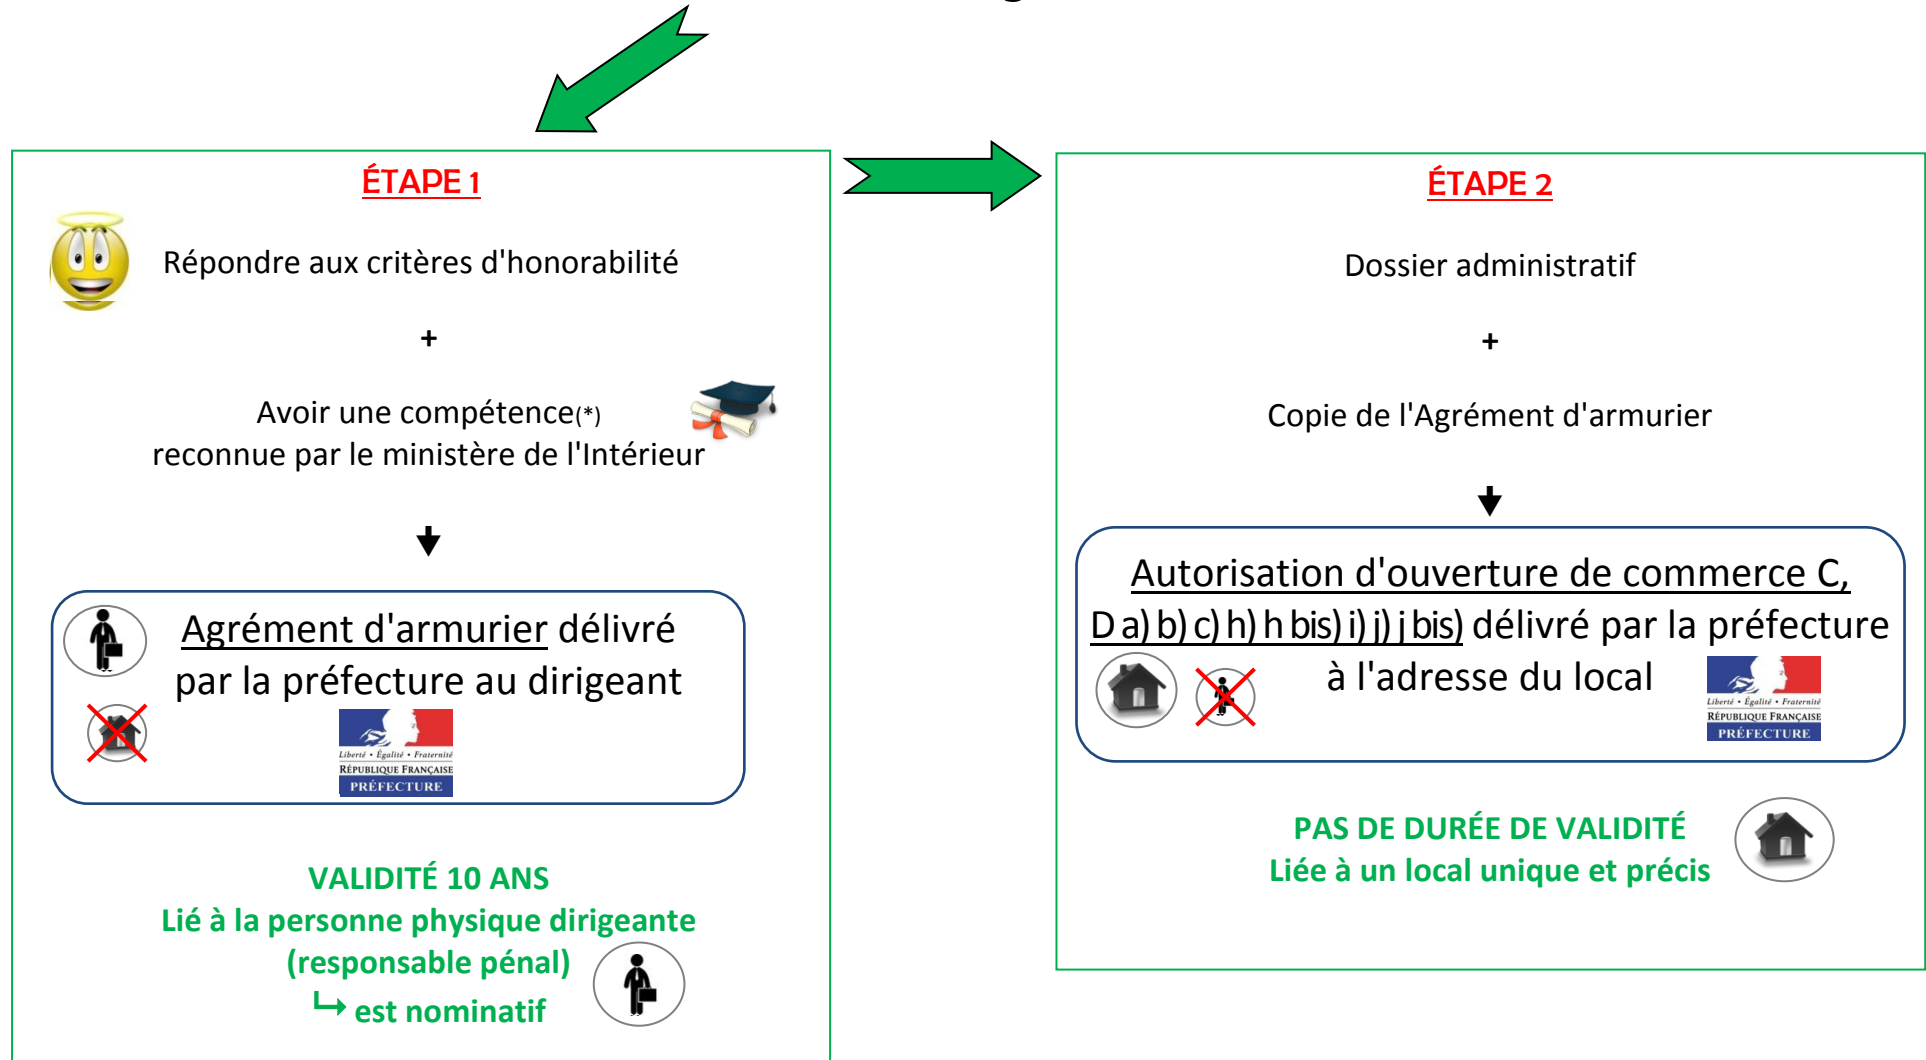 ÉTAPE 1
Répondre aux critères d'honorabilité
+
Avoir une compétence(*)
reconnue par le ministère de l'Intérieur
Agrément d'armurier délivré
par la préfecture au dirigeant
Liberté • Égalité • Fraternité
RÉPUBLIQUE FRANÇAISE
PRÉFECTURE
VALIDITÉ 10 ANS
Lié à la personne physique dirigeante
(responsable pénal)
est nominatif
ÉTAPE 2
Dossier administratif
+
Copie de l'Agrément d'armurier
Autorisation d'ouverture de commerce C,
D a) b) c) h) h bis) i) j) j bis) délivré par la préfecture
à l'adresse du local
Liberté • Égalité • Fraternité
RÉPUBLIQUE FRANÇAISE
PRÉFECTURE
PAS DE DURÉE DE VALIDITÉ
Liée à un local unique et précis